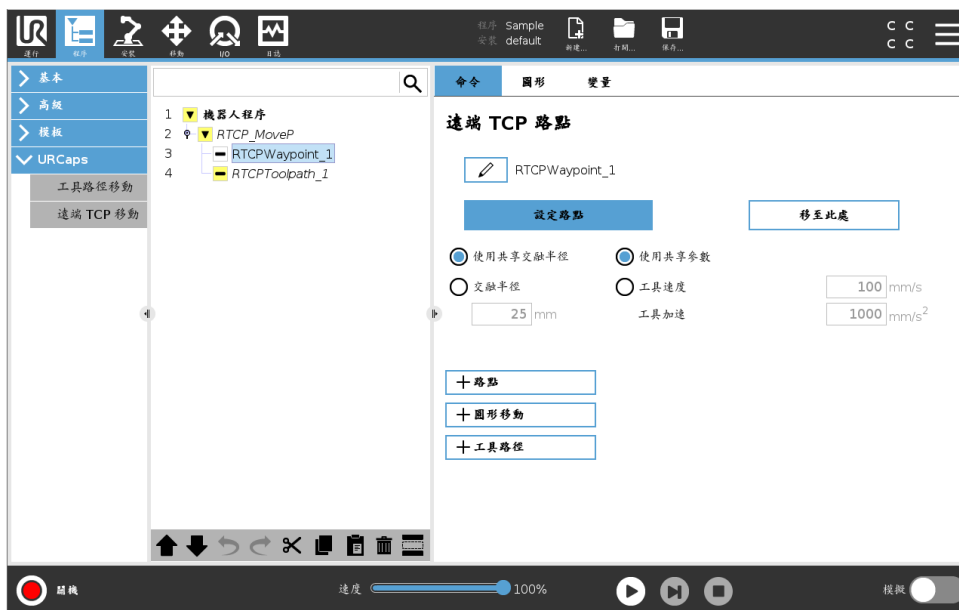 UR
運行
程序
安裝
移動
I/O
日誌
程序 Sample
安裝 default
新建...
打開...
保存...
C C
C C
基本
高級
模板
URCaps
工具路徑移動
遠端 TCP 移動
1 機器人程序
2 RTCP_MoveP
3 RTCPWaypoint_1
4 RTCPToolpath_1
命令 圖形 變量
遠端 TCP 路點
RTCPWaypoint_1
設定路點 移至此處
使用共享交融半徑 使用共享參數
交融半徑 工具速度 100 mm/s
25 mm 工具加速 1000 mm/s²
路點
圓形移動
工具路徑
關機
速度 100%
模擬